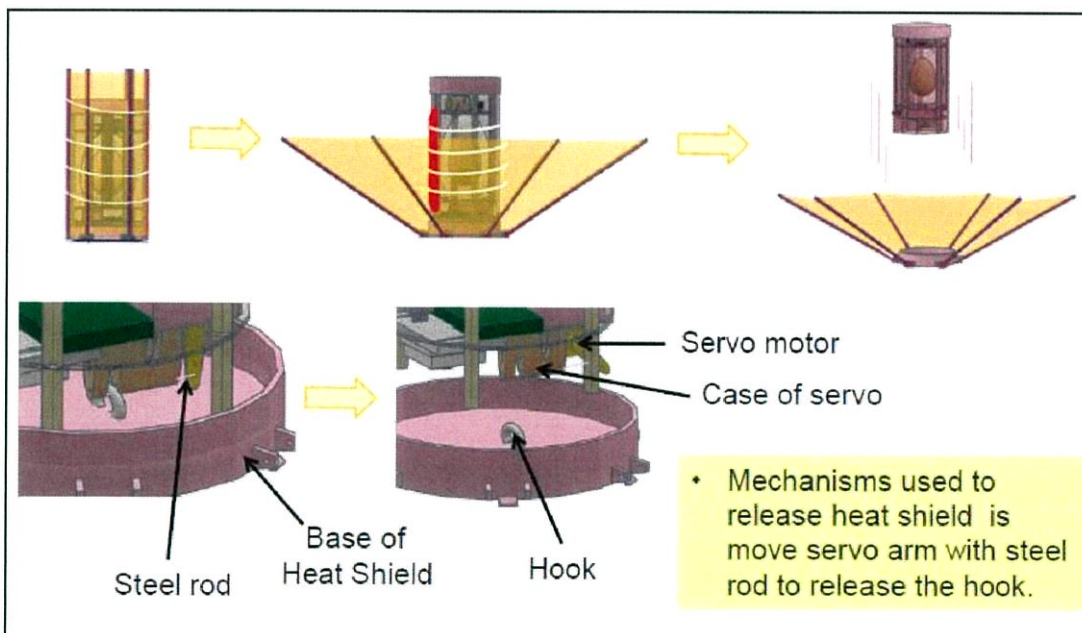 Servo motor
Case of servo
Steel rod
Base of
Heat Shield
Hook
• Mechanisms used to
release heat shield is
move servo arm with steel
rod to release the hook.